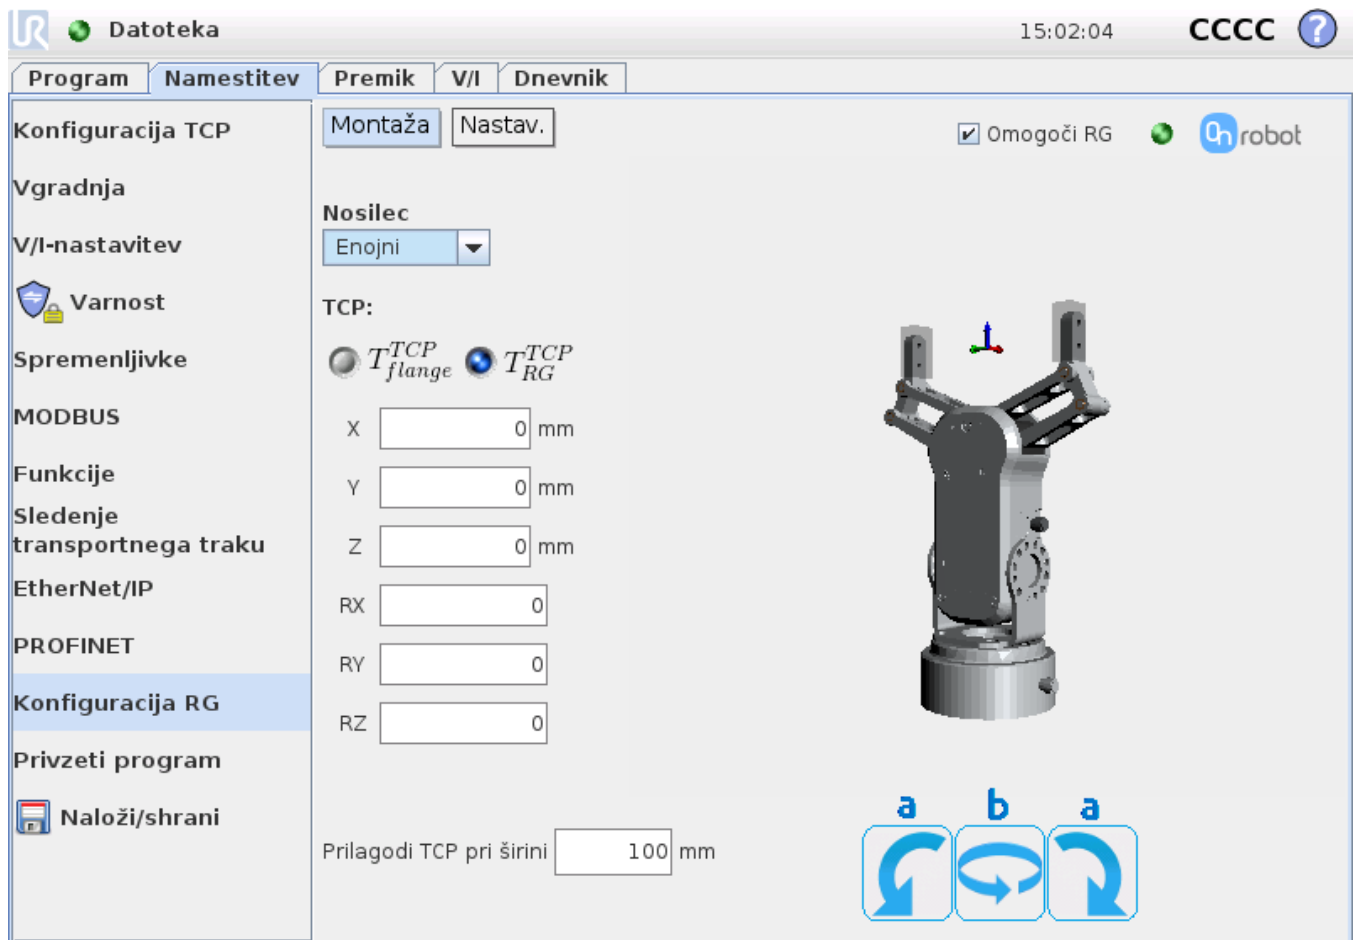 Datoteka
15:02:04
CCCC
?
Program
Namestitev
Premik
V/I
Dnevnik
Konfiguracija TCP
Vgradnja
V/I-nastavitev
Varnost
Spremenljivke
MODBUS
Funkcije
Sledenje
transportnega traku
EtherNet/IP
PROFINET
Konfiguracija RG
Privzeti program
Naloži/shrani
Montaža
Nastav.
Omogoči RG
On robot
Nosilec
Enojni
TCP:
T TCP flange
T TCP RG
X 0 mm
Y 0 mm
Z 0 mm
RX 0
RY 0
RZ 0
Prilagodi TCP pri širini 100 mm
a b a